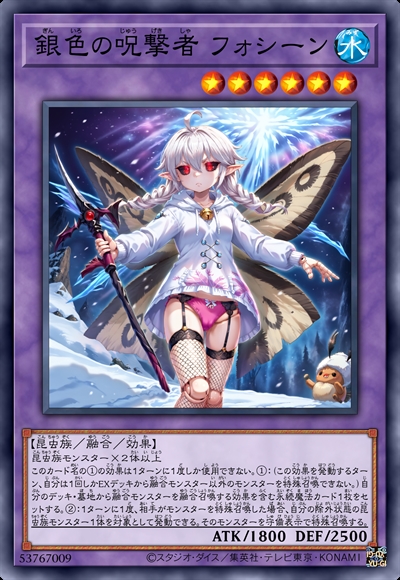 銀色の呪撃者 フォシーン
水
【昆虫族／融合／効果】
昆虫族モンスター×２体以上
このカード名の①の効果は1ターンに1度しか使用できない。①：（この効果を発動するター
ン、自分は1回しかEXデッキから融合モンスター以外のモンスターを特殊召喚できない。）自
分のデッキ・墓地から融合モンスターを融合召喚する効果を含む永続魔法カード1枚をセ
ットする。②：1ターンに1度、相手がモンスターを特殊召喚した場合、自分の除外状態の昆
虫族モンスター1体を対象として発動できる。そのモンスターを守備表示で特殊召喚する。
ATK/1800 DEF/2500
53767009
©スタジオ・ダイス／集英社・テレビ東京・KONAMI